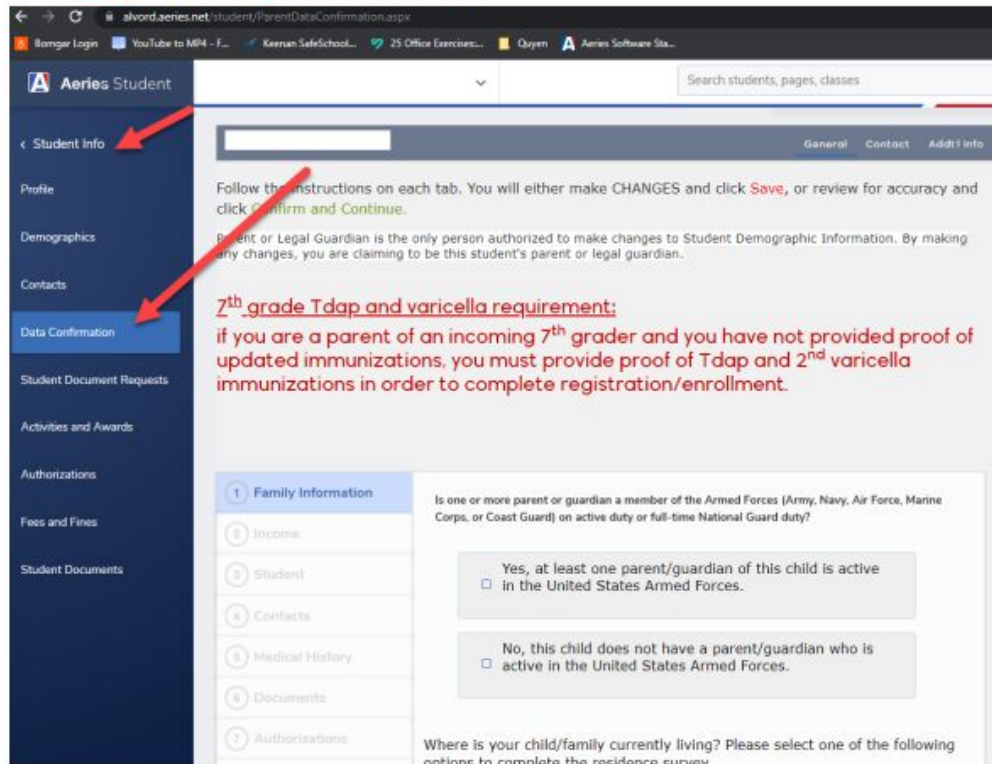 alvord.aeries.net/student/ParentDataConfirmation.aspx
Bomgar Login YouTube to MP4 - F... Keenan SafeSchool... 25 Office Exercises:... Quyen Aeries Software Sta...
Aeries Student
Search students, pages, classes
< Student Info
Profile
Demographics
Contacts
Data Confirmation
Student Document Requests
Activities and Awards
Authorizations
Fees and Fines
Student Documents
General Contact Addt'l Info
Follow the instructions on each tab. You will either make CHANGES and click Save, or review for accuracy and
click Confirm and Continue.
Parent or Legal Guardian is the only person authorized to make changes to Student Demographic Information. By making
any changes, you are claiming to be this student's parent or legal guardian.
7th grade Tdap and varicella requirement:
if you are a parent of an incoming 7th grader and you have not provided proof of
updated immunizations, you must provide proof of Tdap and 2nd varicella
immunizations in order to complete registration/enrollment.
1 Family Information
2 Income
3 Student
4 Contacts
5 Medical History
6 Documents
7 Authorizations
Is one or more parent or guardian a member of the Armed Forces (Army, Navy, Air Force, Marine
Corps, or Coast Guard) on active duty or full-time National Guard duty?
Yes, at least one parent/guardian of this child is active
in the United States Armed Forces.
No, this child does not have a parent/guardian who is
active in the United States Armed Forces.
Where is your child/family currently living? Please select one of the following
options to complete the residence survey.